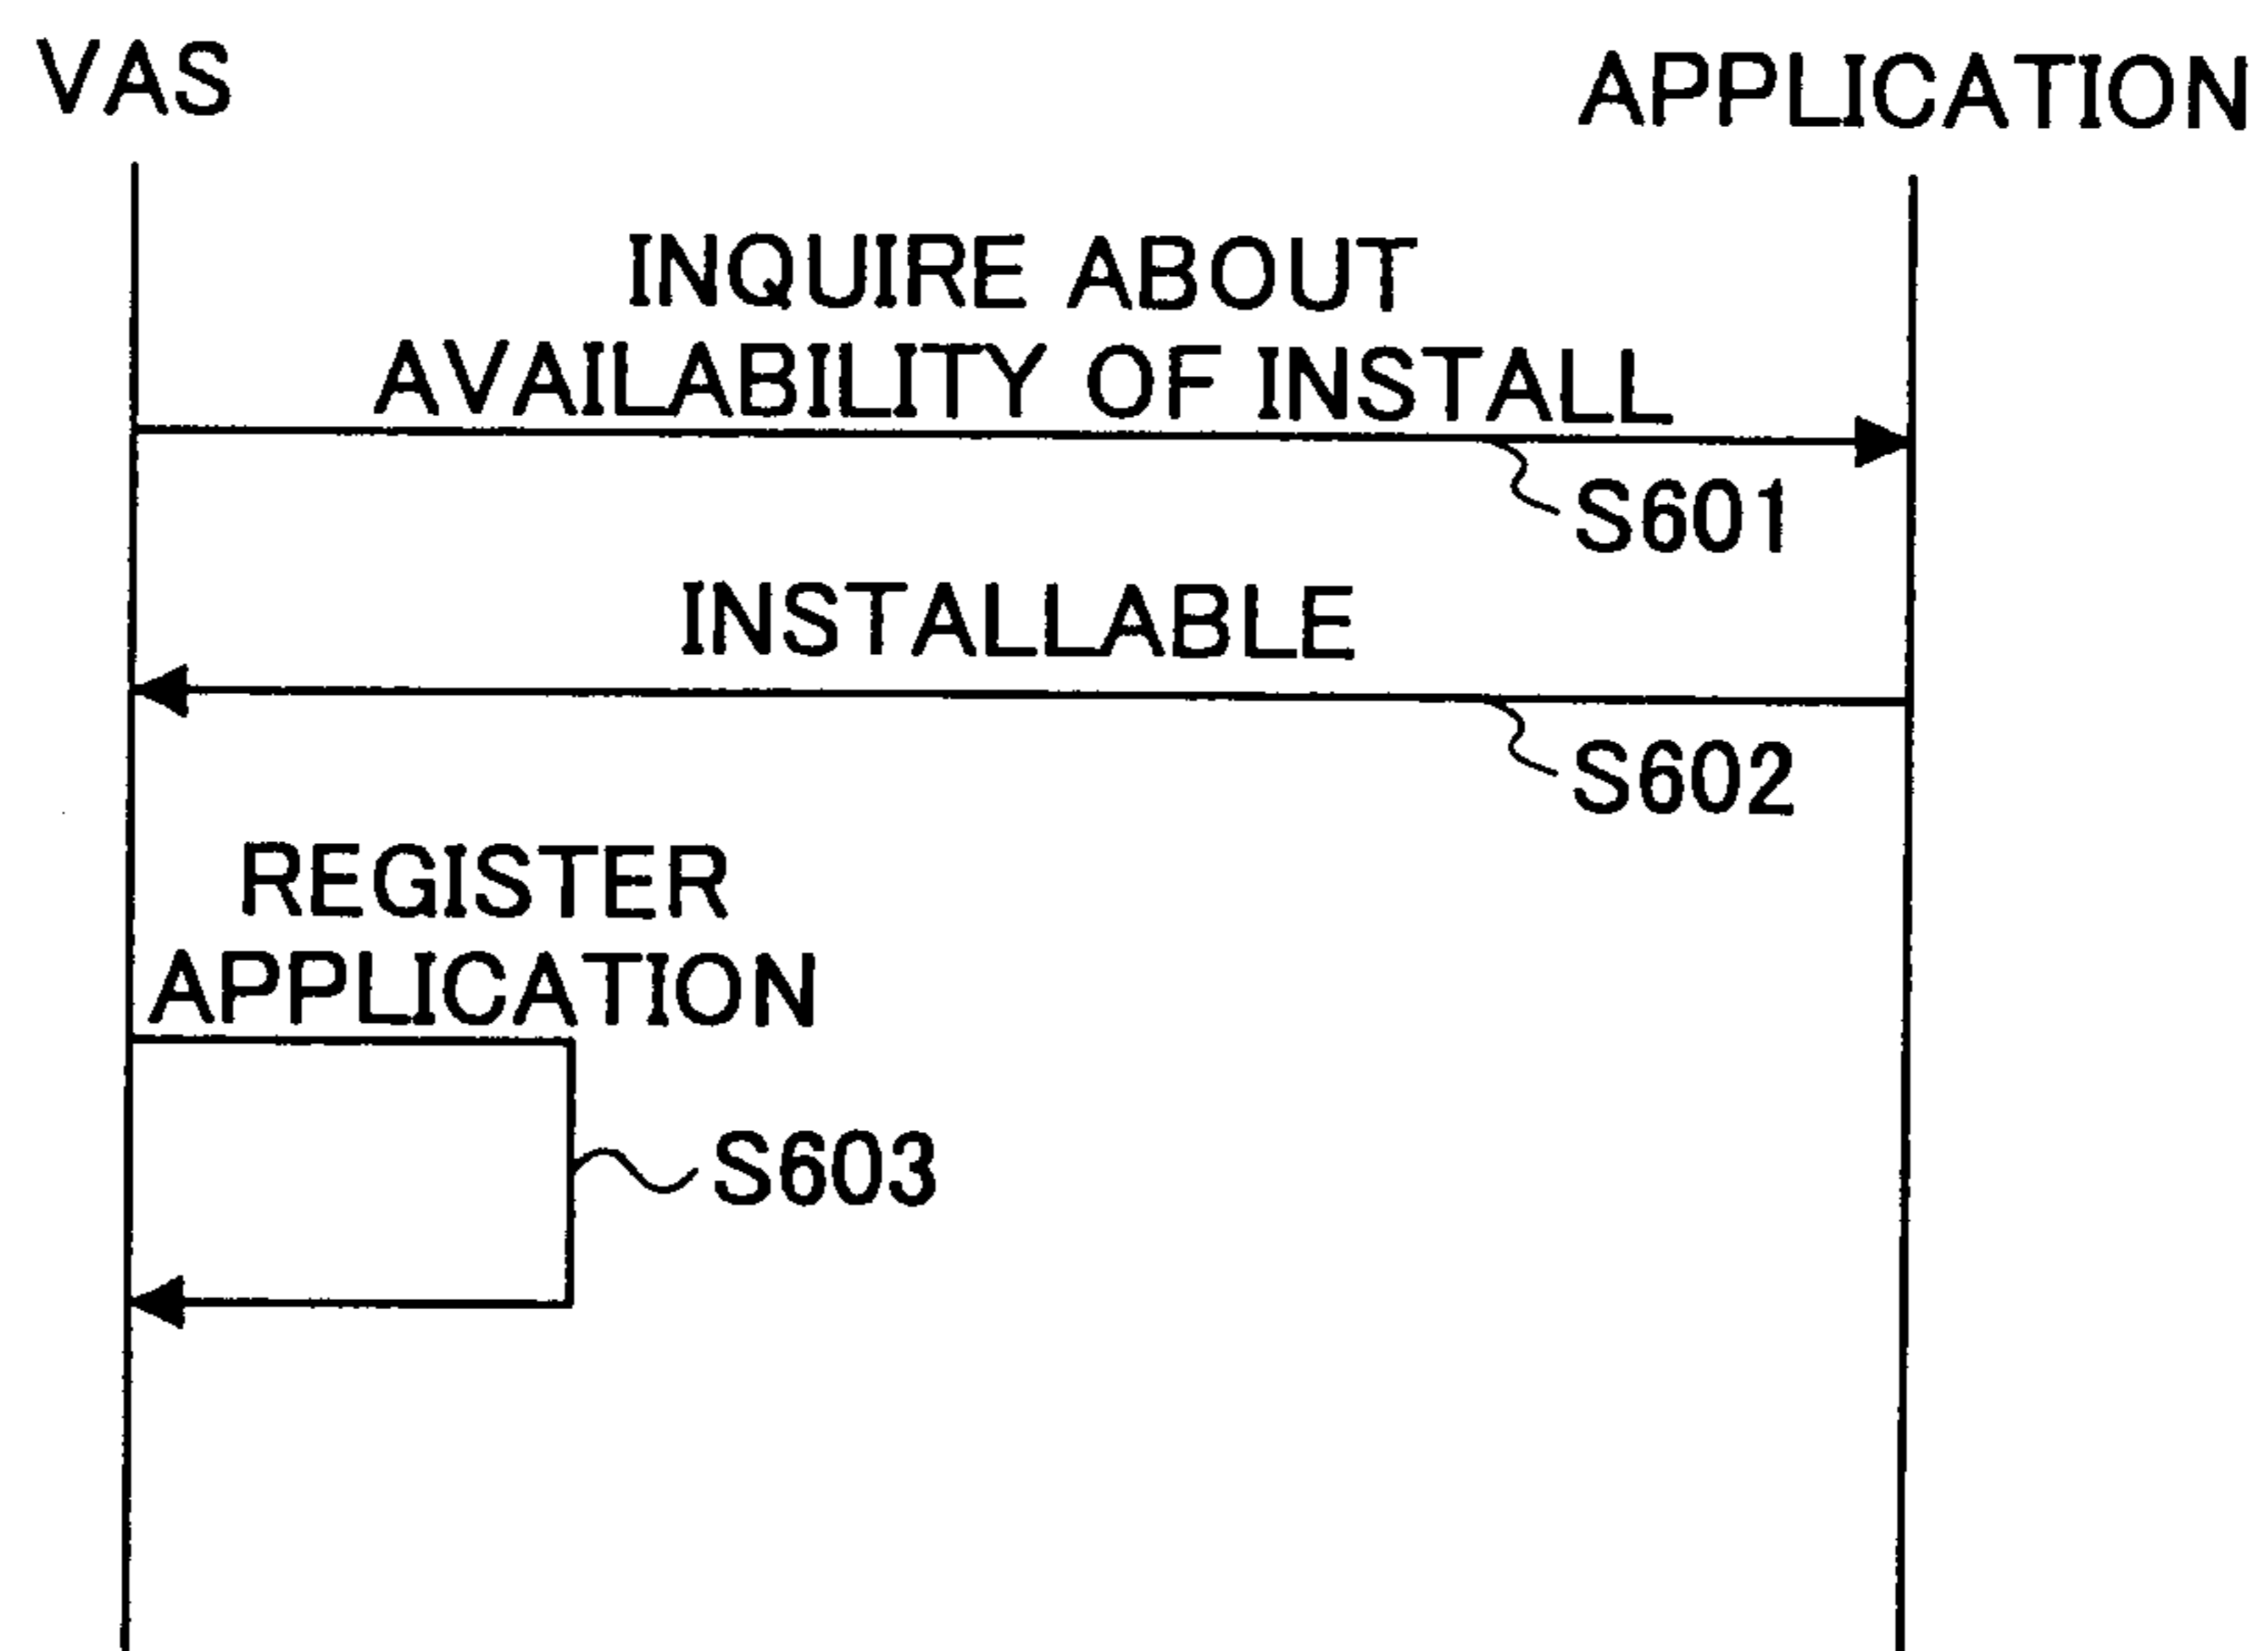 VAS
APPLICATION
INQUIRE ABOUT
AVAILABILITY OF INSTALL
S601
INSTALLABLE
S602
REGISTER
APPLICATION
S603